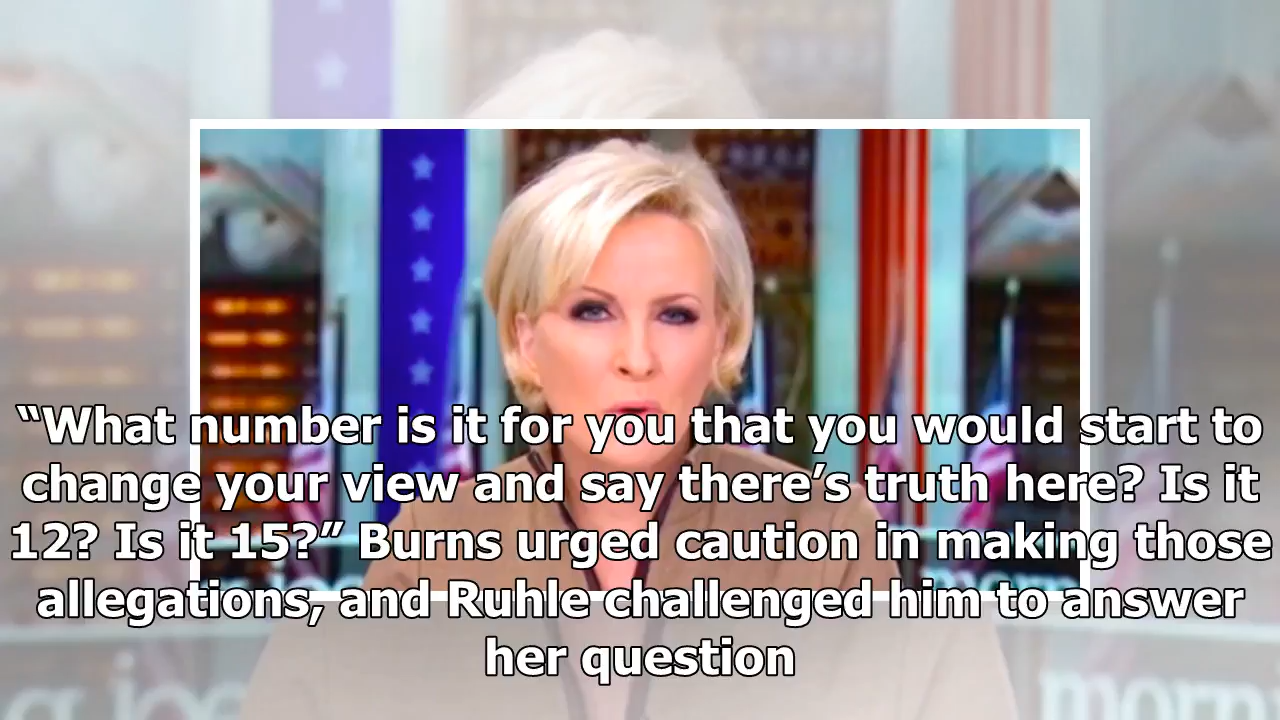 “What number is it for you that you would start to
change your view and say there’s truth here? Is it
12? Is it 15?” Burns urged caution in making those
allegations, and Ruhle challenged him to answer
her question